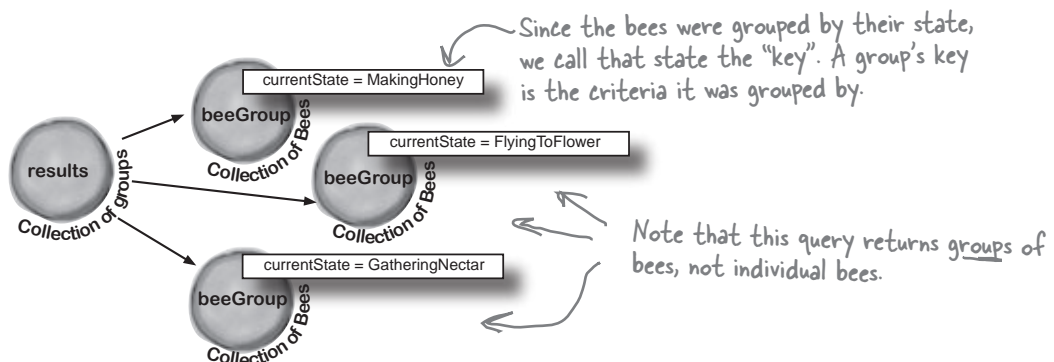 Since the bees were grouped by their state,
we call that state the “key”. A group’s key
is the criteria it was grouped by.
currentState = MakingHoney
beeGroup
Collection of Bees
currentState = FlyingToFlower
beeGroup
Collection of Bees
results
Collection of groups
Note that this query returns groups of
bees, not individual bees.
currentState = GatheringNectar
beeGroup
Collection of Bees